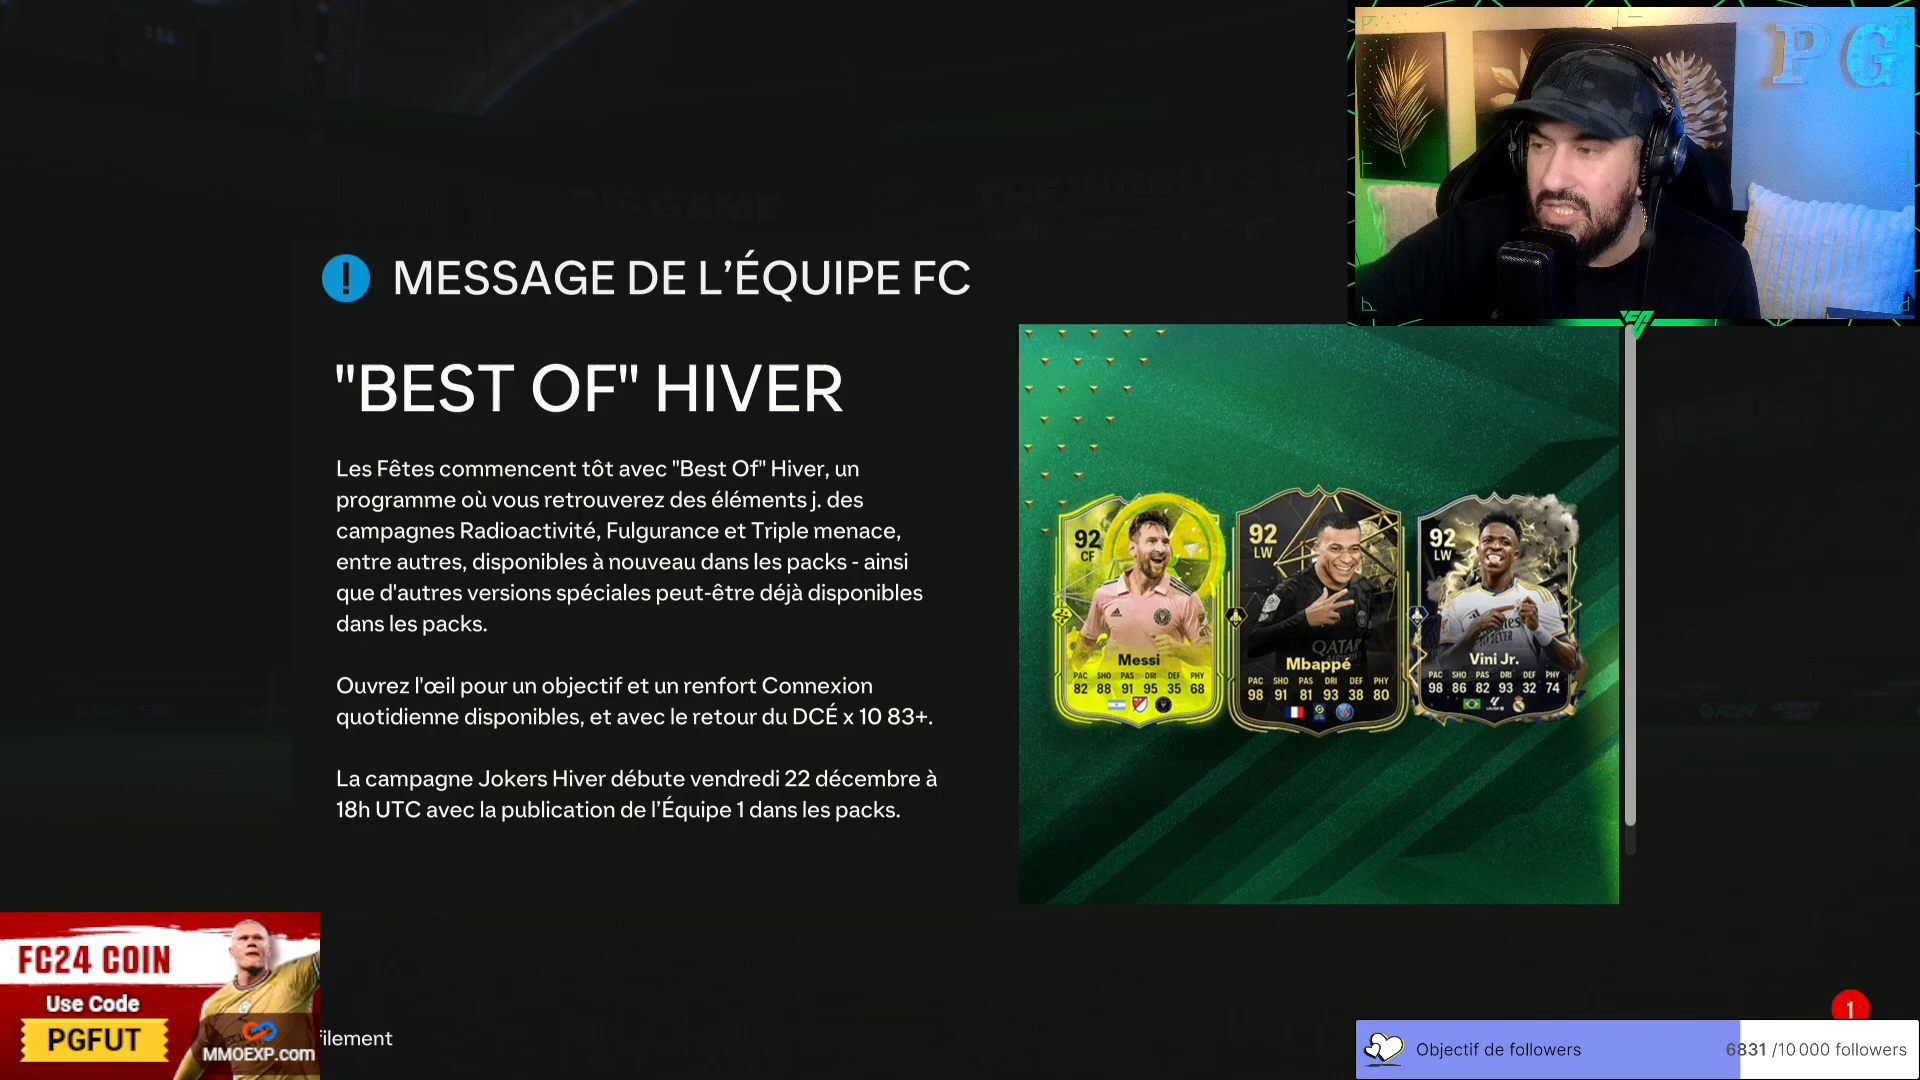 P G
MESSAGE DE L'ÉQUIPE FC
"BEST OF" HIVER
Les Fêtes commencent tôt avec "Best Of" Hiver, un
programme où vous retrouverez des éléments j. des
campagnes Radioactivité, Fulgurance et Triple menace,
entre autres, disponibles à nouveau dans les packs - ainsi
que d'autres versions spéciales peut-être déjà disponibles
dans les packs.
Ouvrez l'œil pour un objectif et un renfort Connexion
quotidienne disponibles, et avec le retour du DCÉ x 10 83+.
La campagne Jokers Hiver débute vendredi 22 décembre à
18h UTC avec la publication de l'Équipe 1 dans les packs.
92
CF
Messi
PAC SHO PAS DRI DEF PHY
82 88 91 95 35 68
92
LW
QATAR
Mbappé
PAC SHO PAS DRI DEF PHY
98 91 81 93 38 80
92
LW
Vini Jr.
PAC SHO PAS DRI DEF PHY
98 86 82 93 32 74
FC24 COIN
Use Code
PGFUT
MMOEXP.com
filement
1
Objectif de followers
6831 /10 000 followers